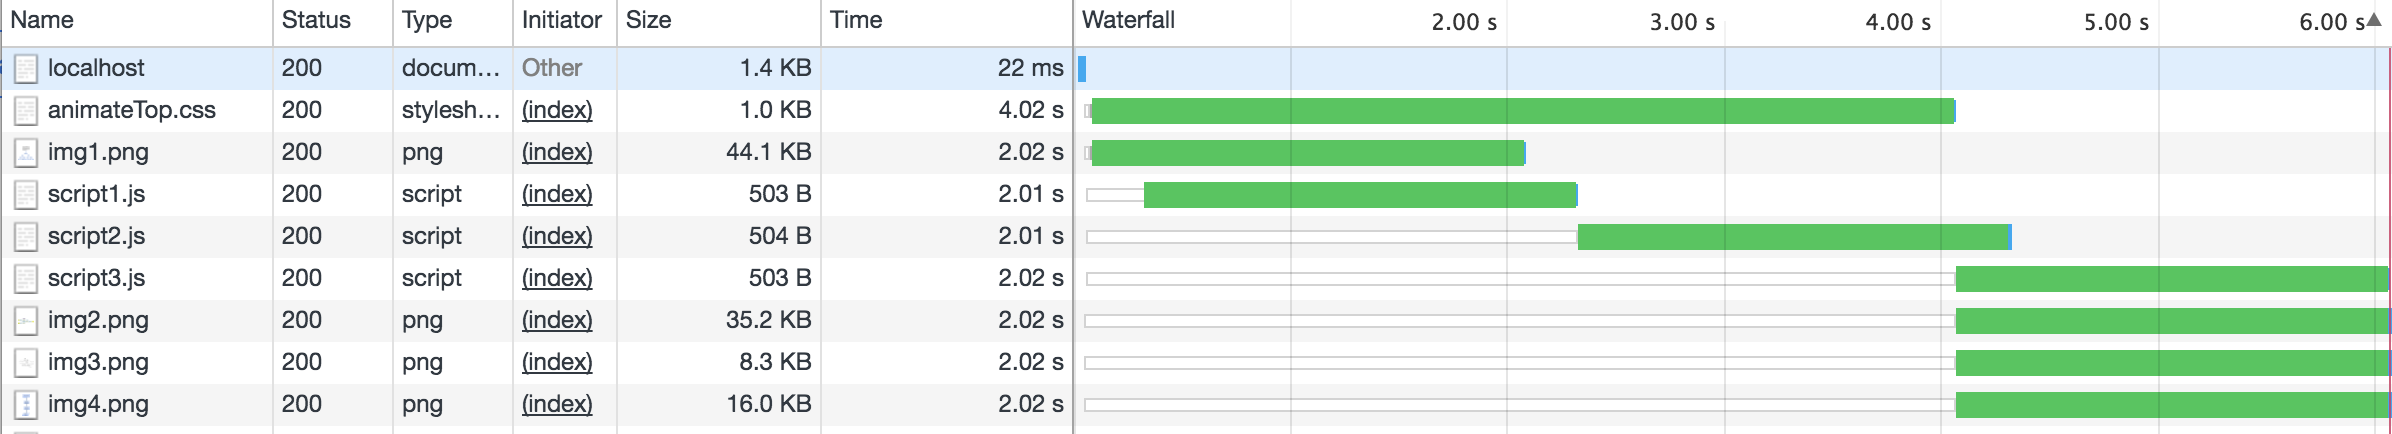 Name Status Type Initiator Size Time Waterfall 2.00 s 3.00 s 4.00 s 5.00 s 6.00 s▲
localhost 200 docum... Other 1.4 KB 22 ms
animateTop.css 200 stylesh... (index) 1.0 KB 4.02 s
img1.png 200 png (index) 44.1 KB 2.02 s
script1.js 200 script (index) 503 B 2.01 s
script2.js 200 script (index) 504 B 2.01 s
script3.js 200 script (index) 503 B 2.02 s
img2.png 200 png (index) 35.2 KB 2.02 s
img3.png 200 png (index) 8.3 KB 2.02 s
img4.png 200 png (index) 16.0 KB 2.02 s